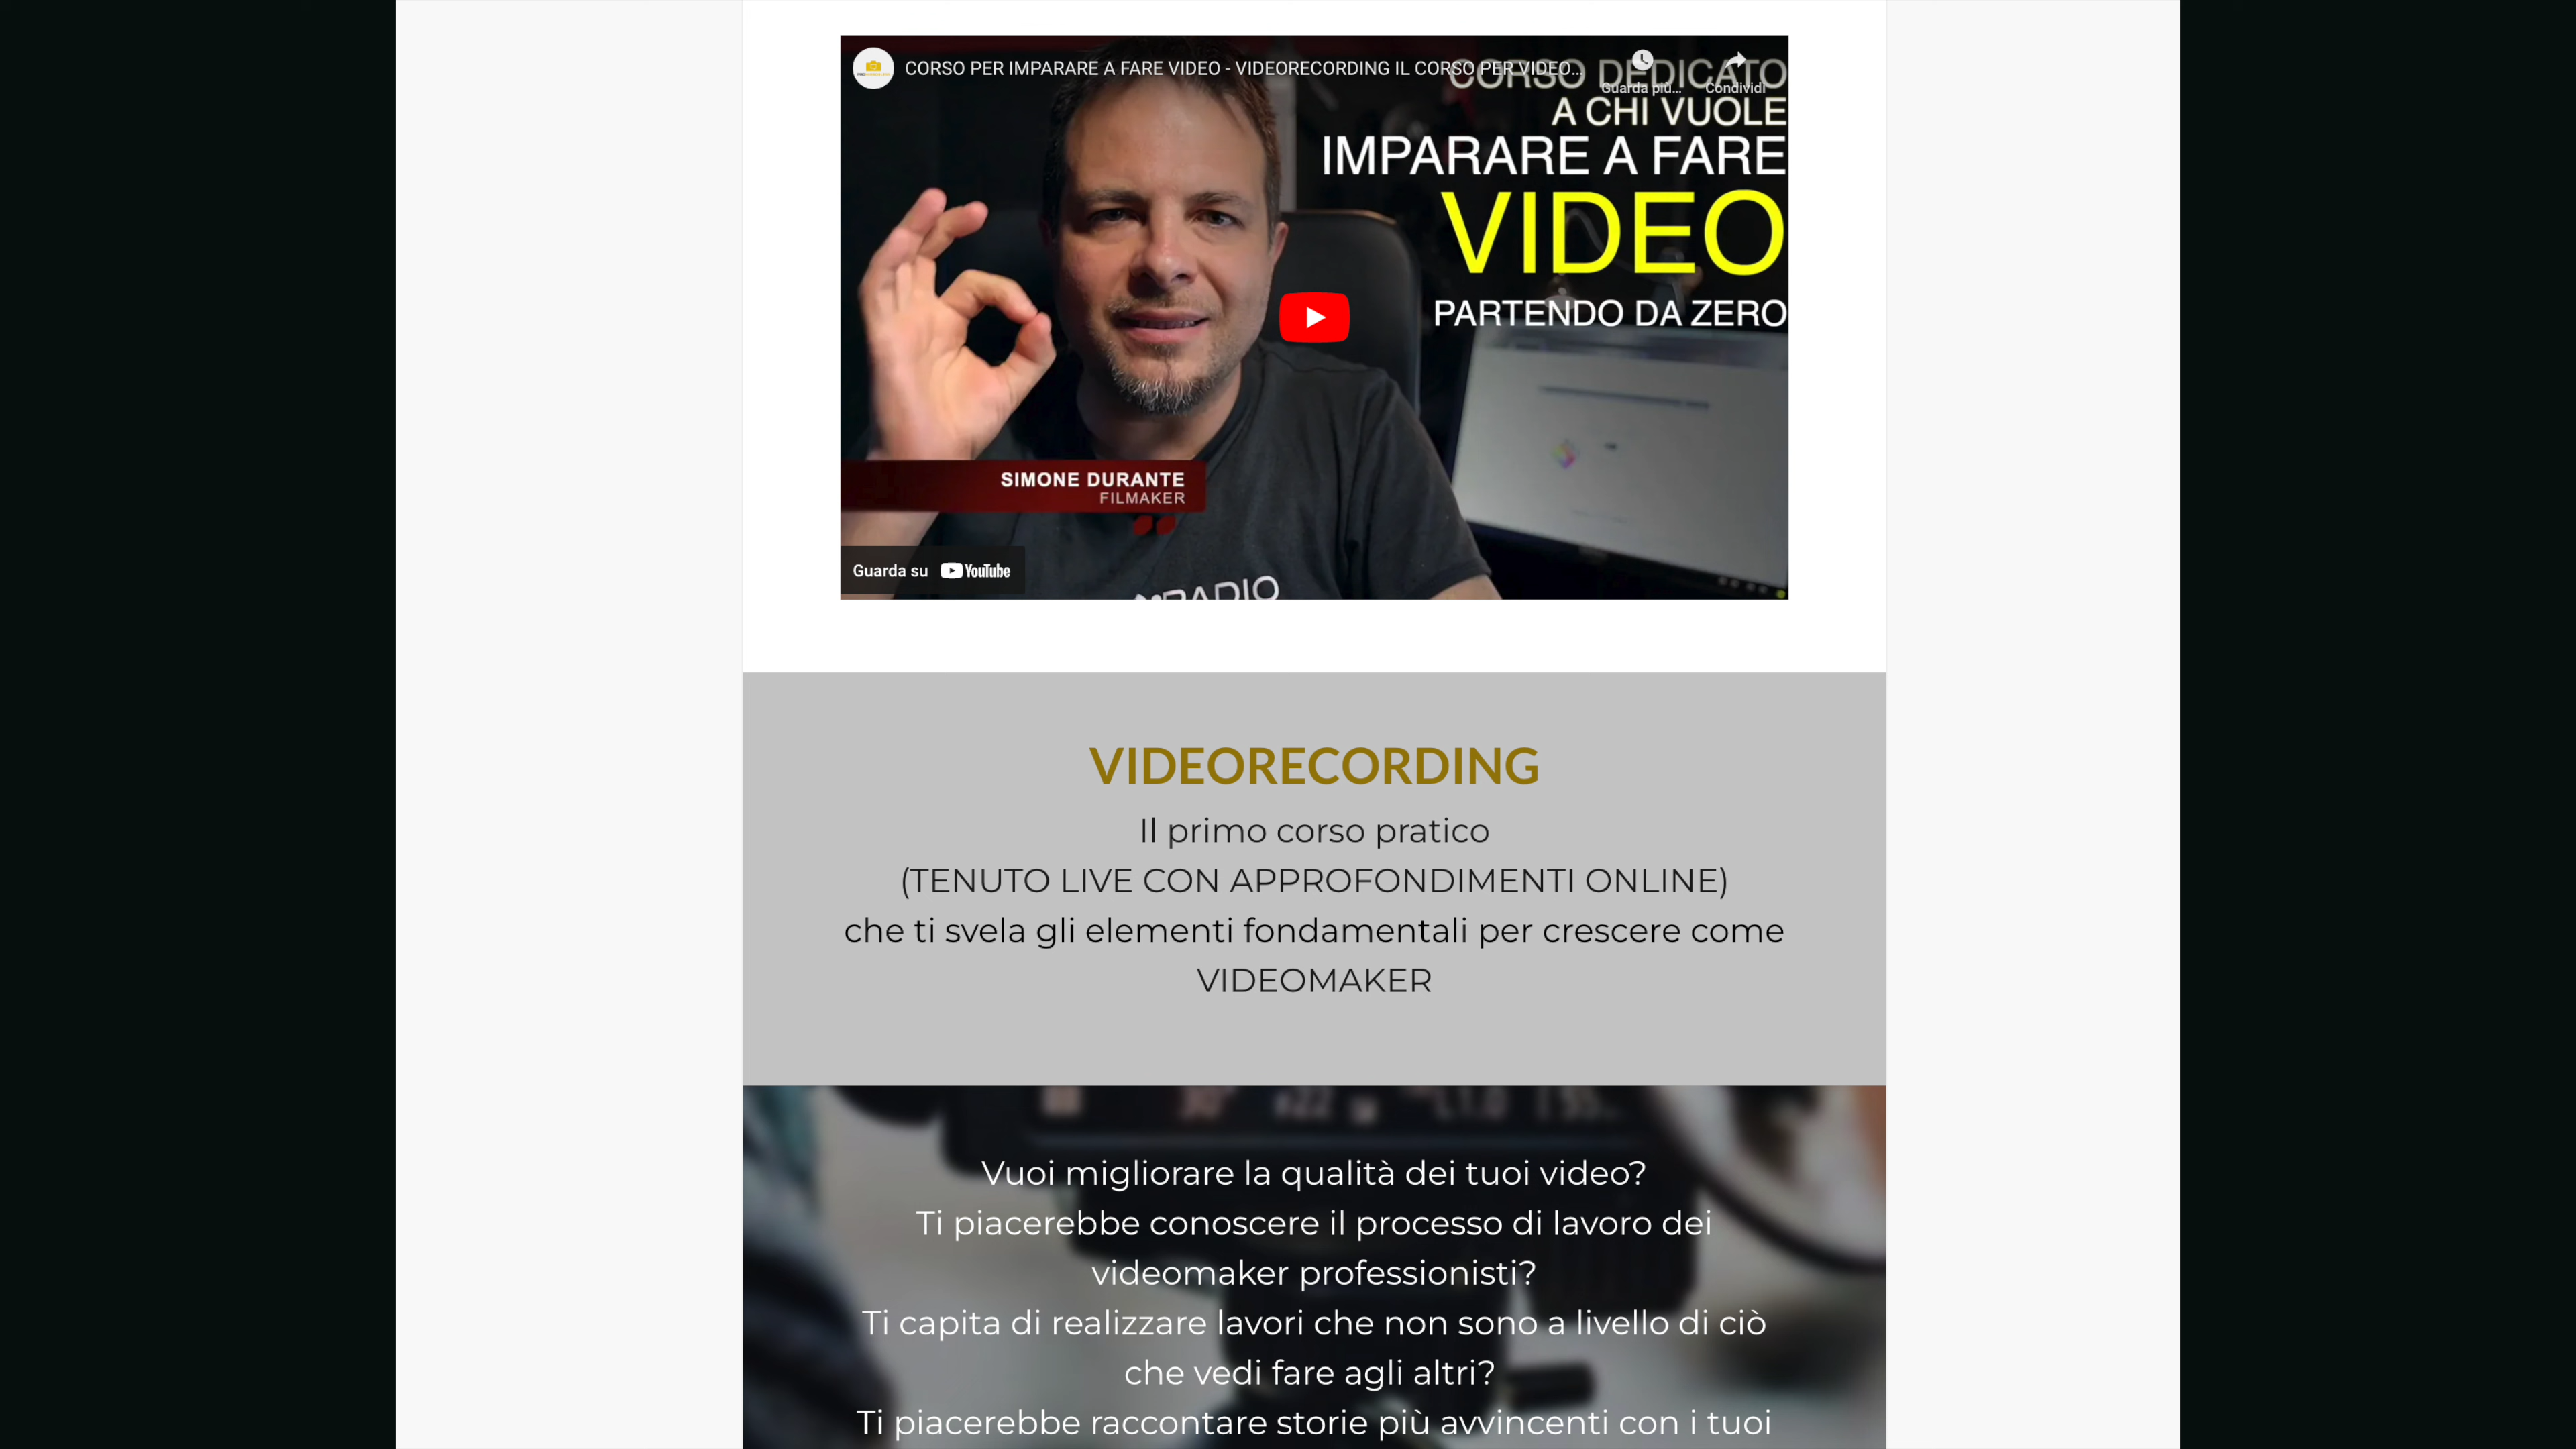 CORSO PER IMPARARE A FARE VIDEO - VIDEORECORDING IL CORSO PER VIDEO...
Guarda più...
Condividi
CORSO DEDICATO
A CHI VUOLE
IMPARARE A FARE
VIDEO
PARTENDO DA ZERO
SIMONE DURANTE
FILMAKER
Guarda su YouTube
RADIO
VIDEORECORDING
Il primo corso pratico
(TENUTO LIVE CON APPROFONDIMENTI ONLINE)
che ti svela gli elementi fondamentali per crescere come
VIDEOMAKER
Vuoi migliorare la qualità dei tuoi video?
Ti piacerebbe conoscere il processo di lavoro dei
videomaker professionisti?
Ti capita di realizzare lavori che non sono a livello di ciò
che vedi fare agli altri?
Ti piacerebbe raccontare storie più avvincenti con i tuoi